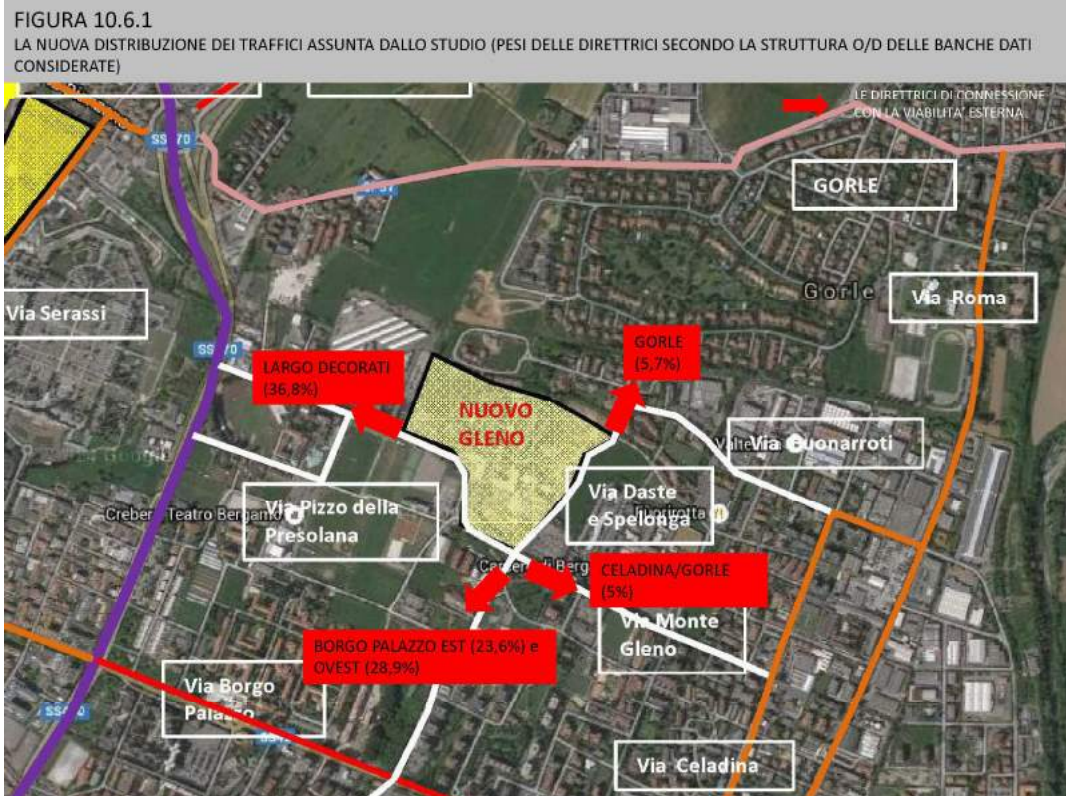 FIGURA 10.6.1
LA NUOVA DISTRIBUZIONE DEI TRAFFICI ASSUNTA DALLO STUDIO (PESI DELLE DIRETTRICI SECONDO LA STRUTTURA O/D DELLE BANCHE DATI
CONSIDERATE)
LE DIRETTRICI DI CONNESSIONE
CON LA VIABILITA' ESTERNA
GORLE
Gorle
Via Roma
Via Serassi
LARGO DECORATI
(36,8%)
GORLE
(5,7%)
NUOVO
GLENO
Via Buonarroti
Via Daste
e Spelonga
Via Pizzo della
Presolana
Creberg Teatro Bergamo
Fuorirotta
CELADINA/GORLE
(5%)
Via Monte
Gleno
BORGO PALAZZO EST (23,6%) e
OVEST (28,9%)
Via Borgo
Palazzo
Via Celadina